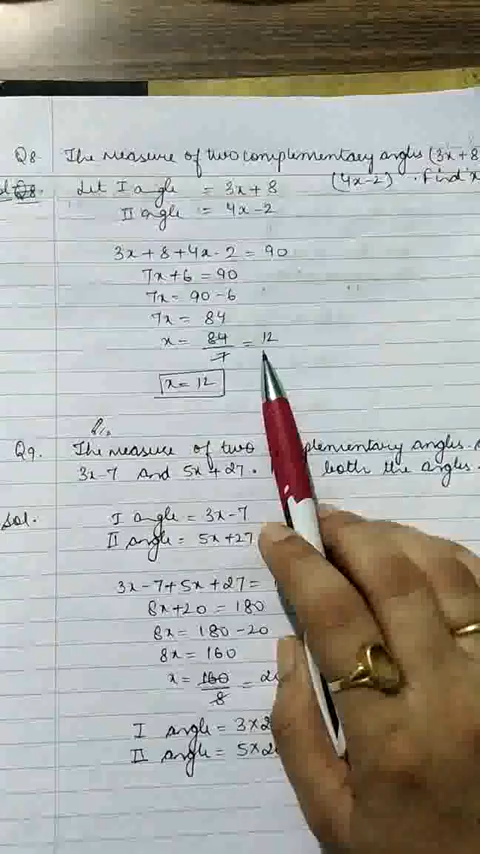 Q8 The measure of two complementary angles (3x+8
(4x-2) . Find x
Let I angle = 3x+8
II angle = 4x-2
3x+8+4x-2 = 90
7x+6 = 90
7x = 90-6
7x = 84
x = 84/7 = 12
x = 12
Q9. The measure of two plementary angles.
3x-7 and 5x+27. both the angles.
Sol. I angle = 3x-7
II angle = 5x+27
3x-7+5x+27=
8x+20 = 180
8x = 180-20
8x = 160
x = 160/8 = 2
I angle = 3x2
II angle = 5x2